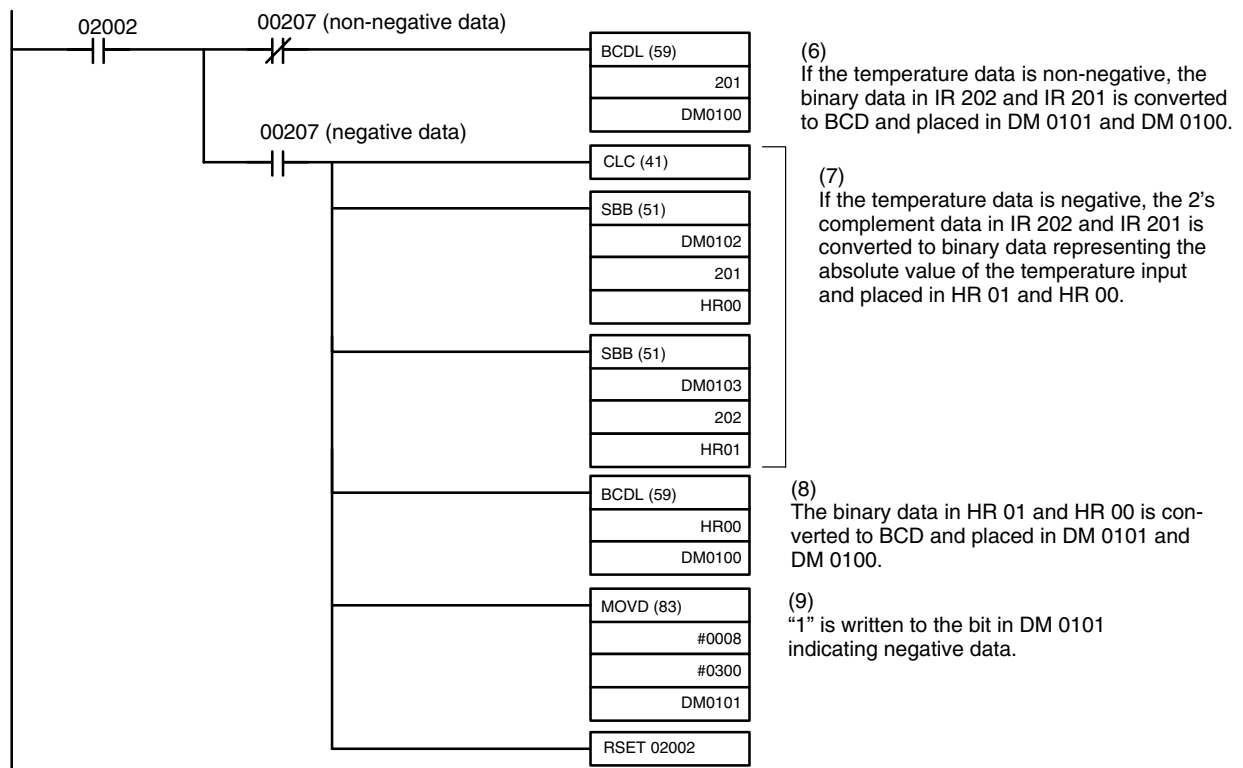 02002
00207 (non-negative data)
BCDL (59)
201
DM0100
(6)
If the temperature data is non-negative, the
binary data in IR 202 and IR 201 is converted
to BCD and placed in DM 0101 and DM 0100.
00207 (negative data)
CLC (41)
SBB (51)
DM0102
201
HR00
SBB (51)
DM0103
202
HR01
(7)
If the temperature data is negative, the 2’s
complement data in IR 202 and IR 201 is
converted to binary data representing the
absolute value of the temperature input
and placed in HR 01 and HR 00.
BCDL (59)
HR00
DM0100
(8)
The binary data in HR 01 and HR 00 is con-
verted to BCD and placed in DM 0101 and
DM 0100.
MOVD (83)
#0008
#0300
DM0101
(9)
“1” is written to the bit in DM 0101
indicating negative data.
RSET 02002